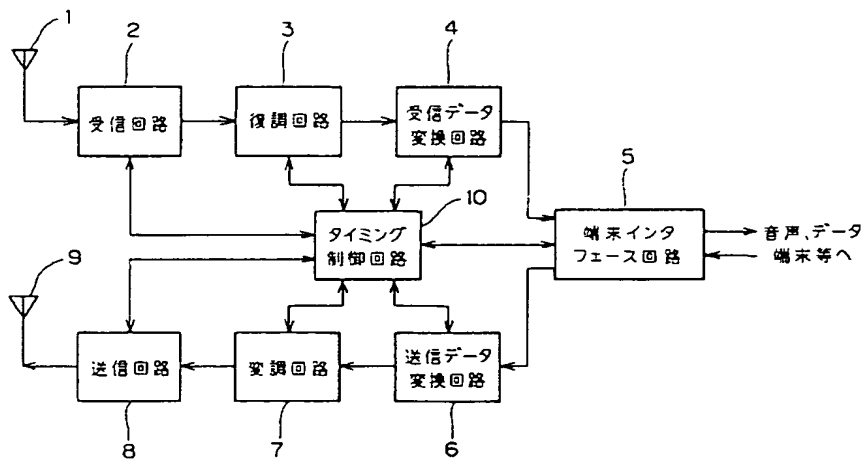 1
2
3
4
受信回路
復調回路
受信データ
変換回路
5
10
タイミング
制御回路
端末インタ
フェース回路
音声、データ
端末等へ
9
送信回路
変調回路
送信データ
変換回路
8
7
6